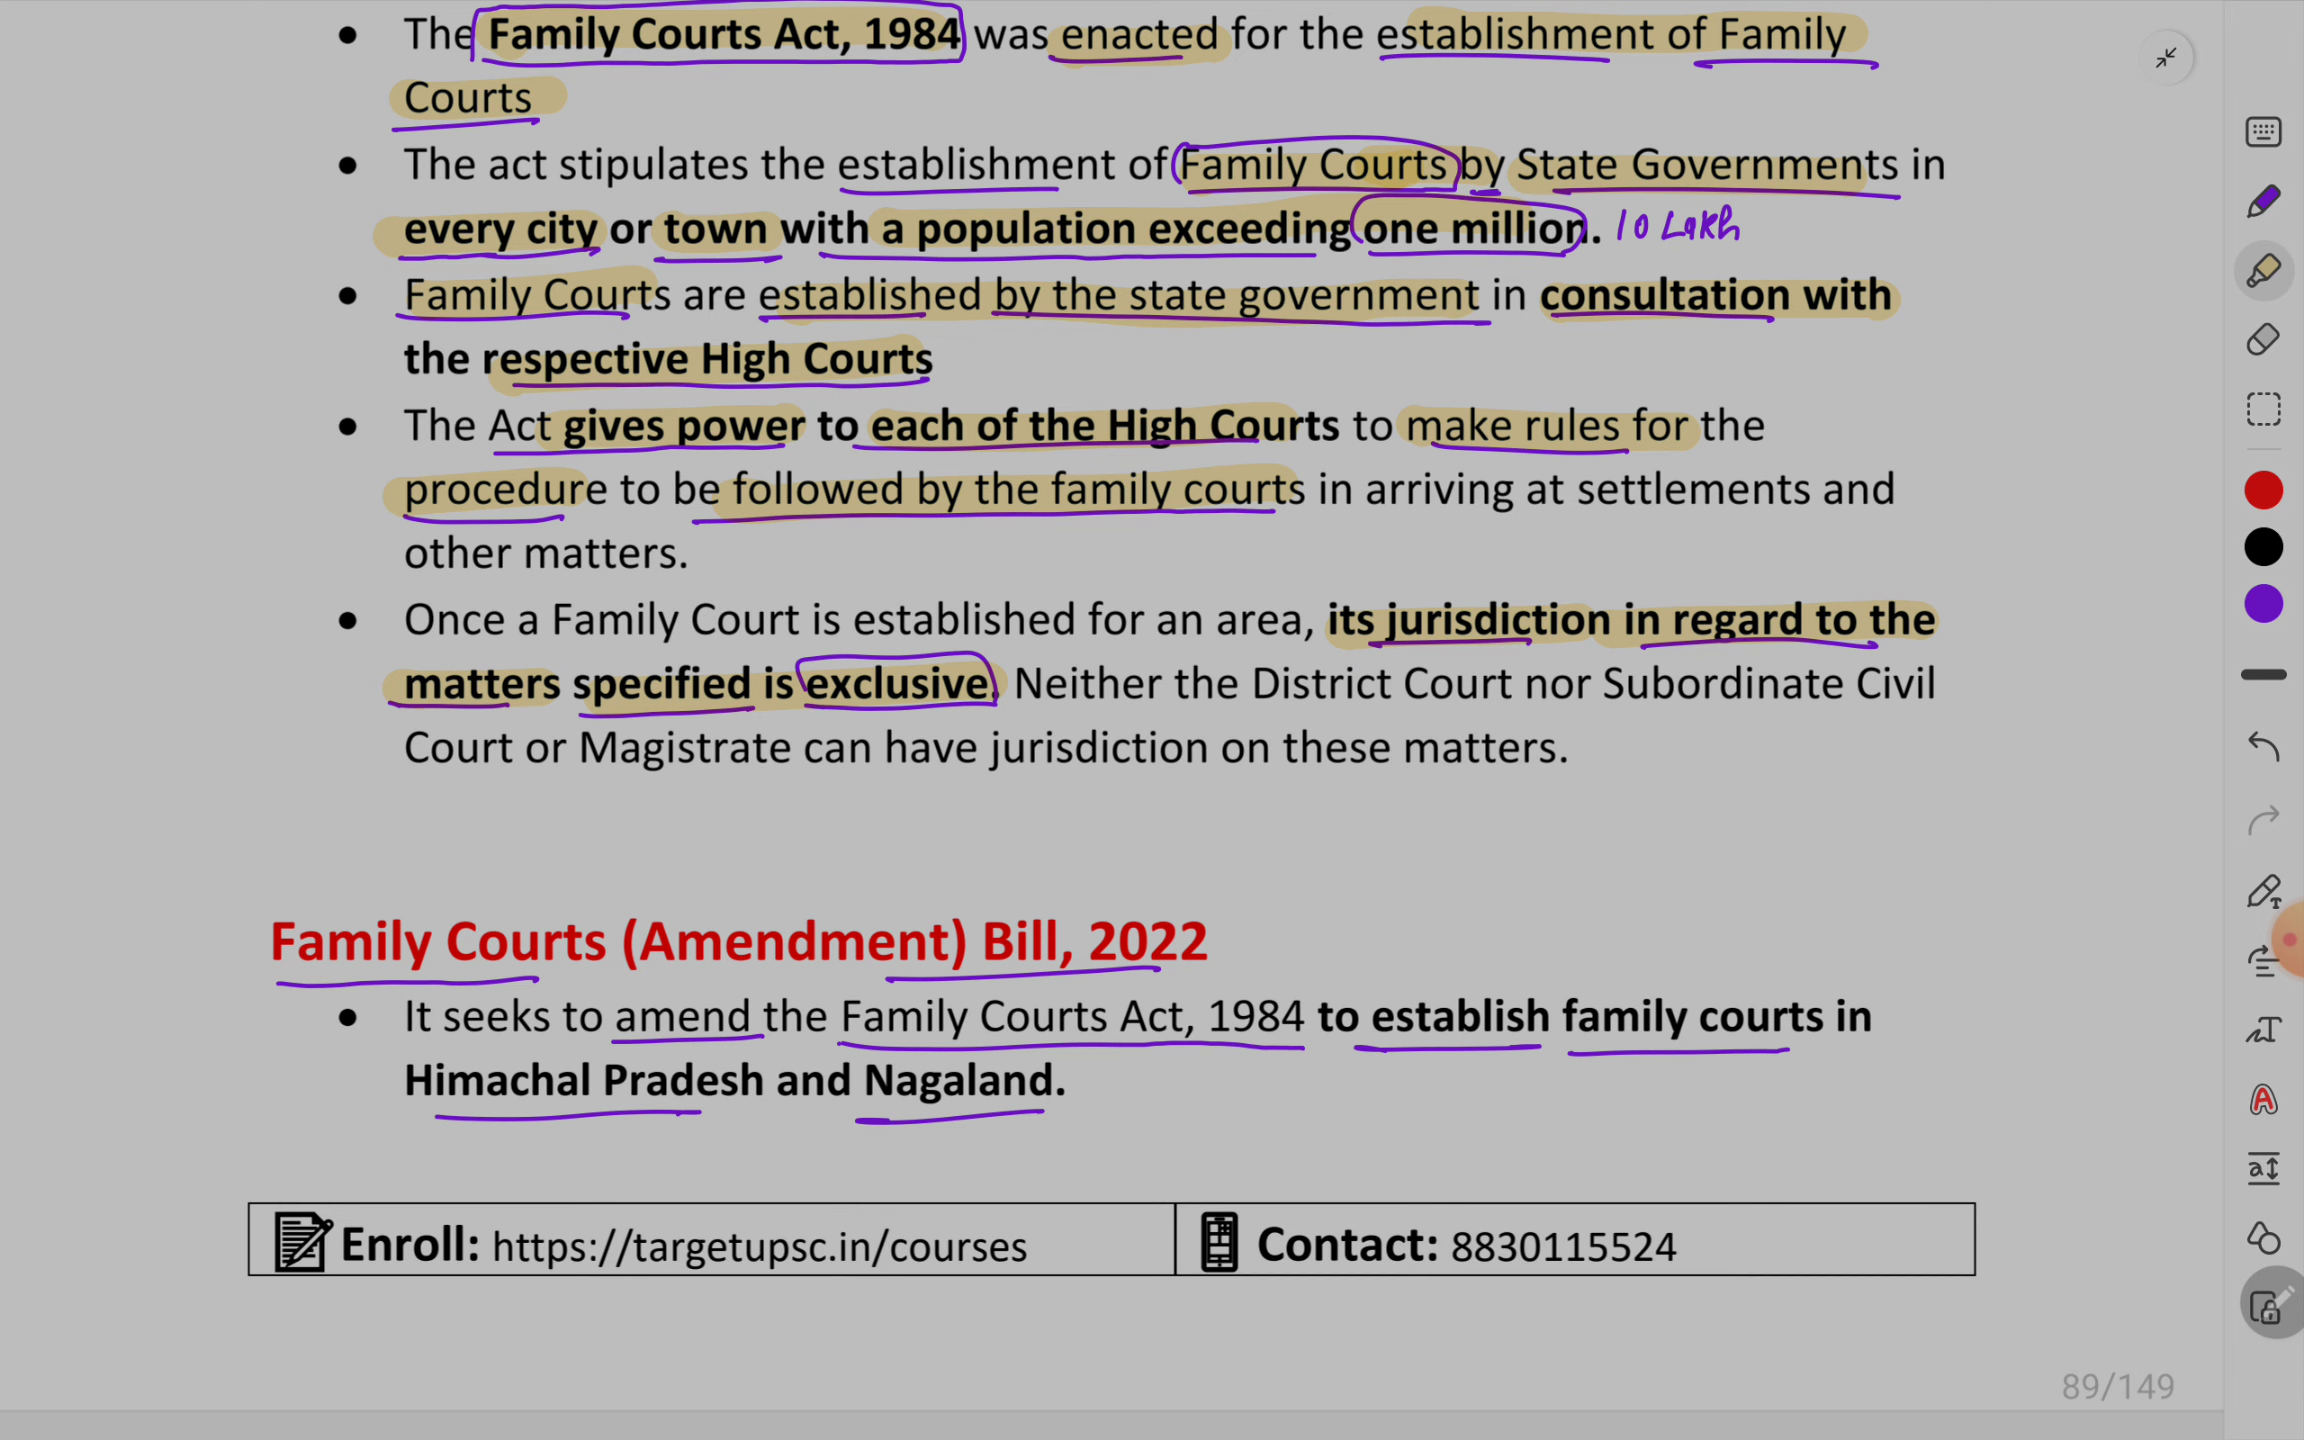 • The Family Courts Act, 1984 was enacted for the establishment of Family
Courts
• The act stipulates the establishment of Family Courts by State Governments in
every city or town with a population exceeding one million. 10 Lakh
• Family Courts are established by the state government in consultation with
the respective High Courts
• The Act gives power to each of the High Courts to make rules for the
procedure to be followed by the family courts in arriving at settlements and
other matters.
• Once a Family Court is established for an area, its jurisdiction in regard to the
matters specified is exclusive. Neither the District Court nor Subordinate Civil
Court or Magistrate can have jurisdiction on these matters.
Family Courts (Amendment) Bill, 2022
• It seeks to amend the Family Courts Act, 1984 to establish family courts in
Himachal Pradesh and Nagaland.
Enroll: https://targetupsc.in/courses
Contact: 8830115524
89/149